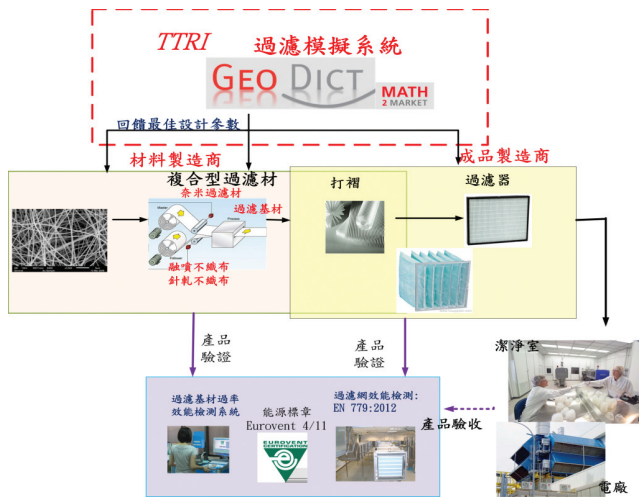 TTRI 過濾模擬系統
GEO DICT
MATH
2 MARKET
回饋最佳設計參數
材料製造商
成品製造商
複合型過濾材
奈米過濾材
過濾基材
融噴不織布
針軋不織布
打褶
過濾器
產品
驗證
產品
驗證
潔淨室
過濾基材過率
效能檢測系統
能源標章
Eurovent 4/11
EUROVENT
CERTIFICATION
過濾網效能檢測:
EN 779:2012
產品驗收
電廠